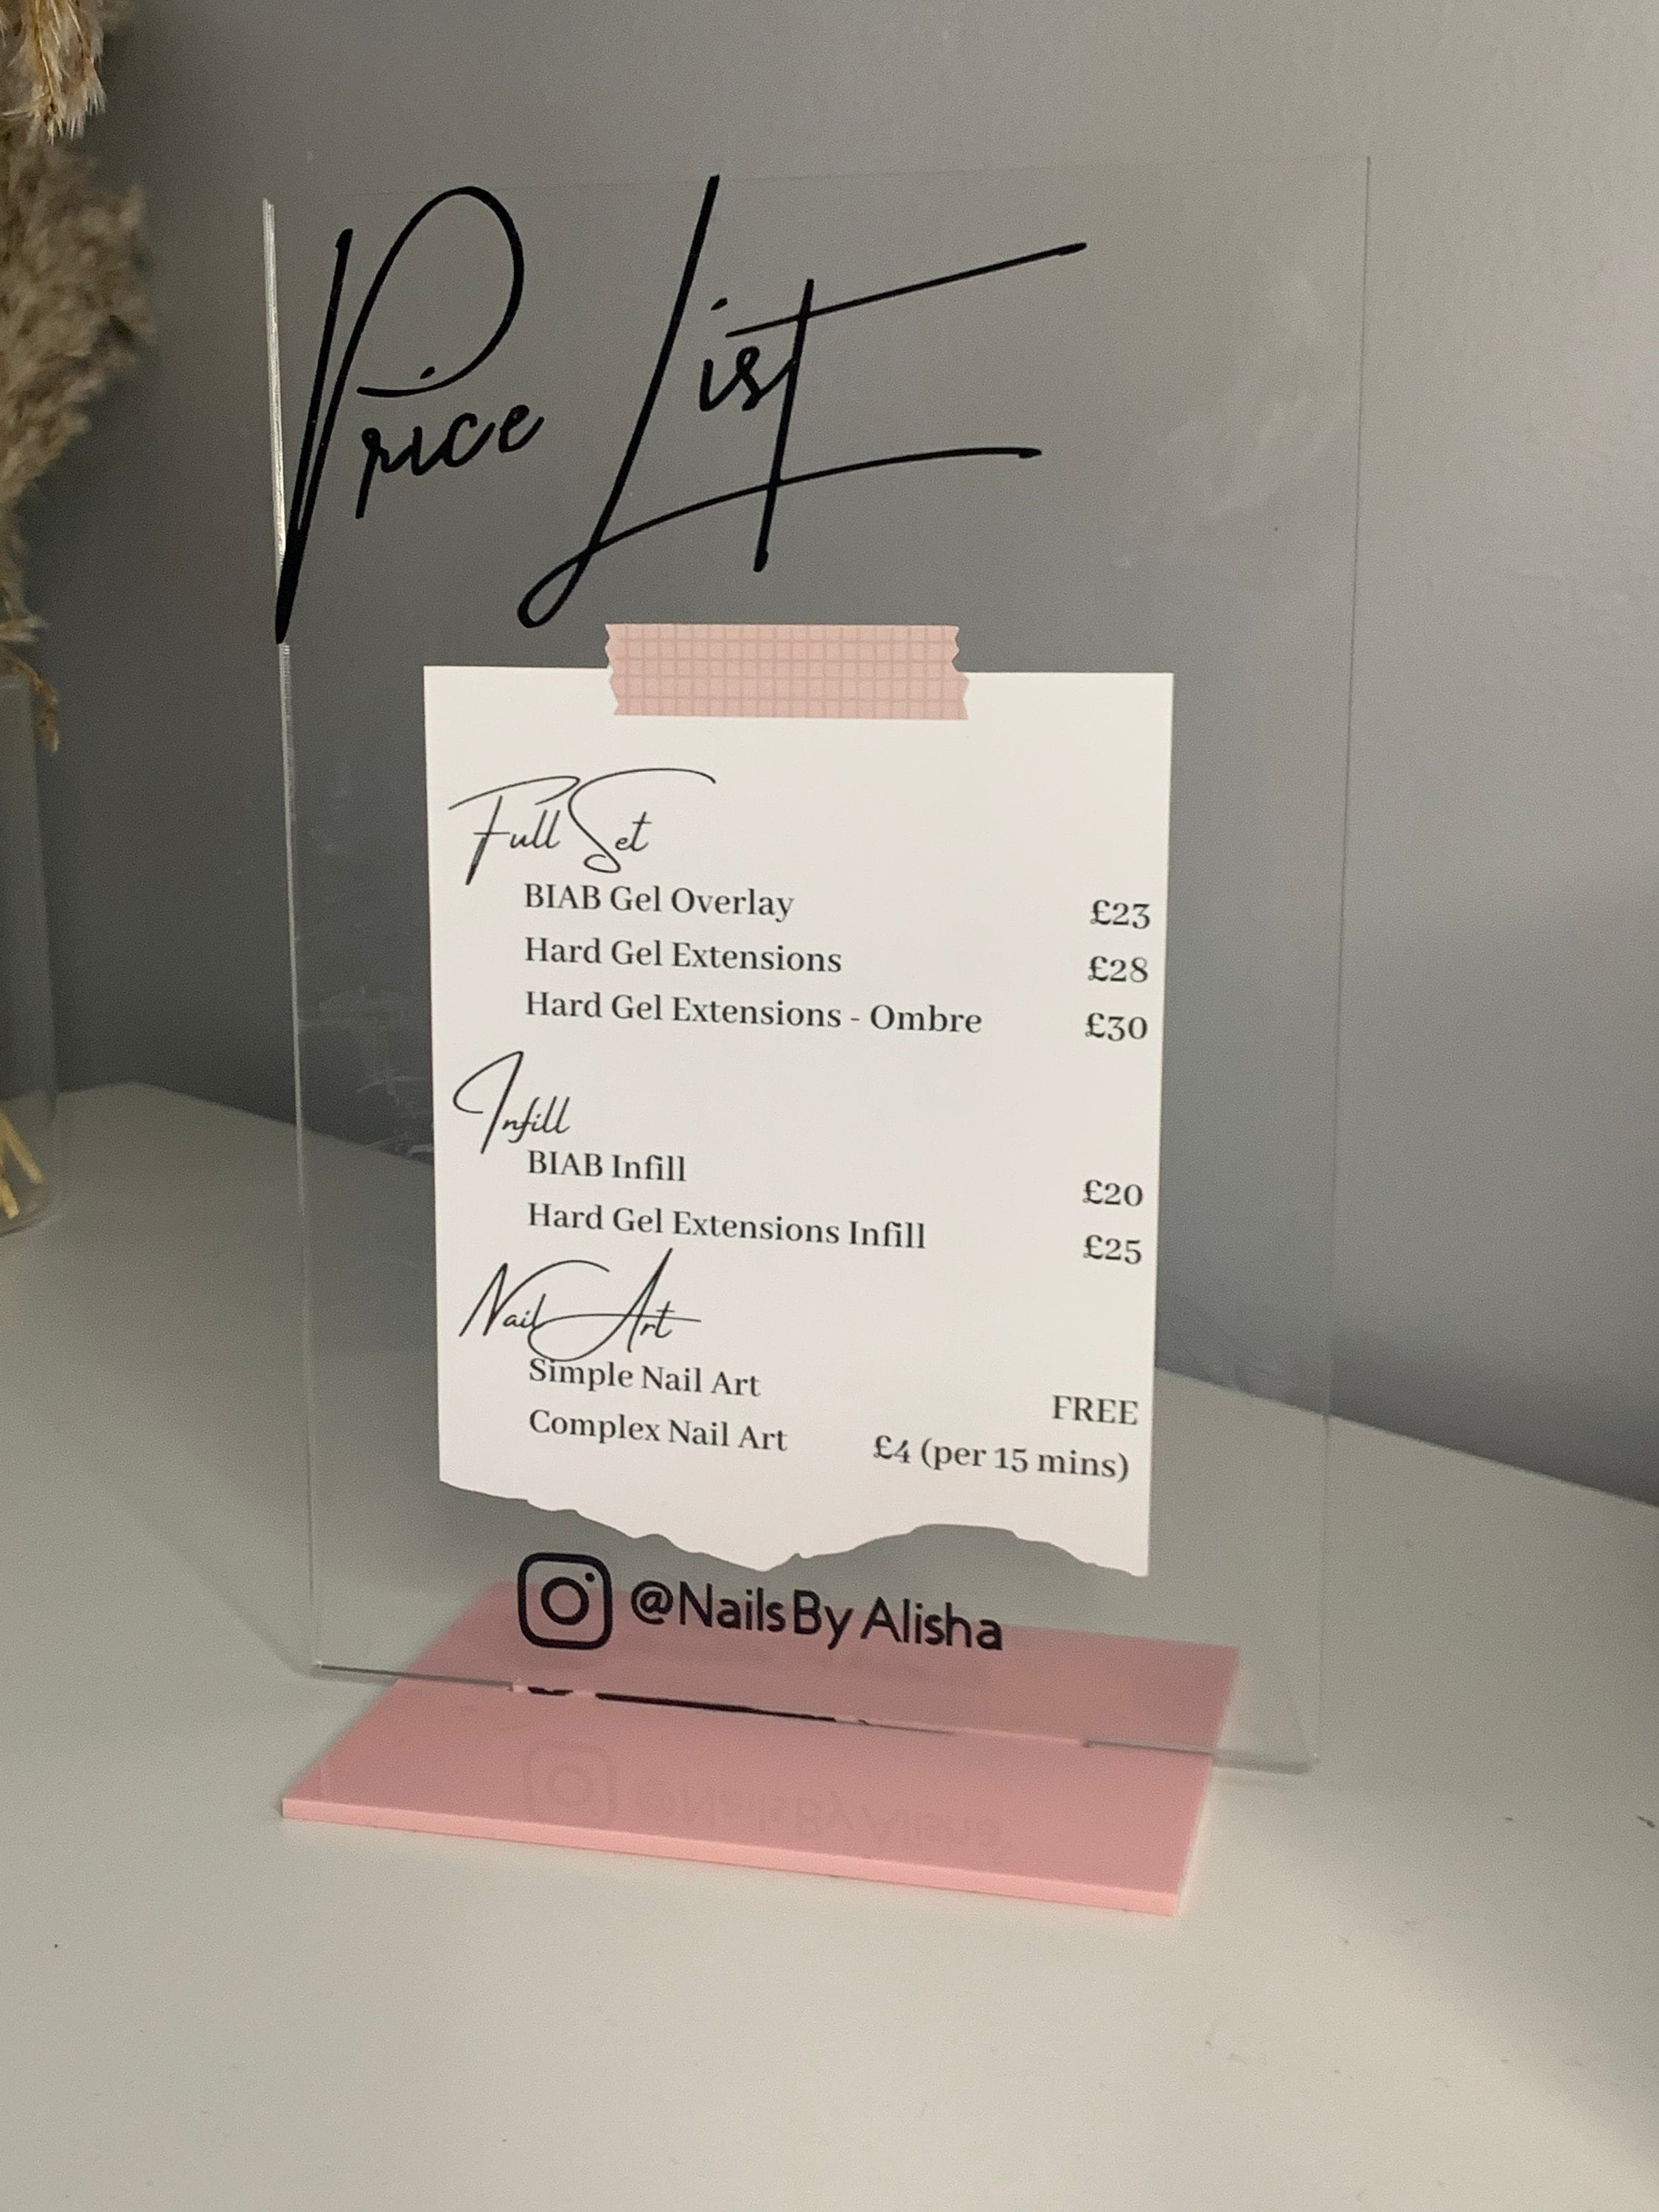 Price List
Full Set
BIAB Gel Overlay £23
Hard Gel Extensions £28
Hard Gel Extensions - Ombre £30
Infill
BIAB Infill £20
Hard Gel Extensions Infill £25
Nail Art
Simple Nail Art FREE
Complex Nail Art £4 (per 15 mins)
@NailsByAlisha